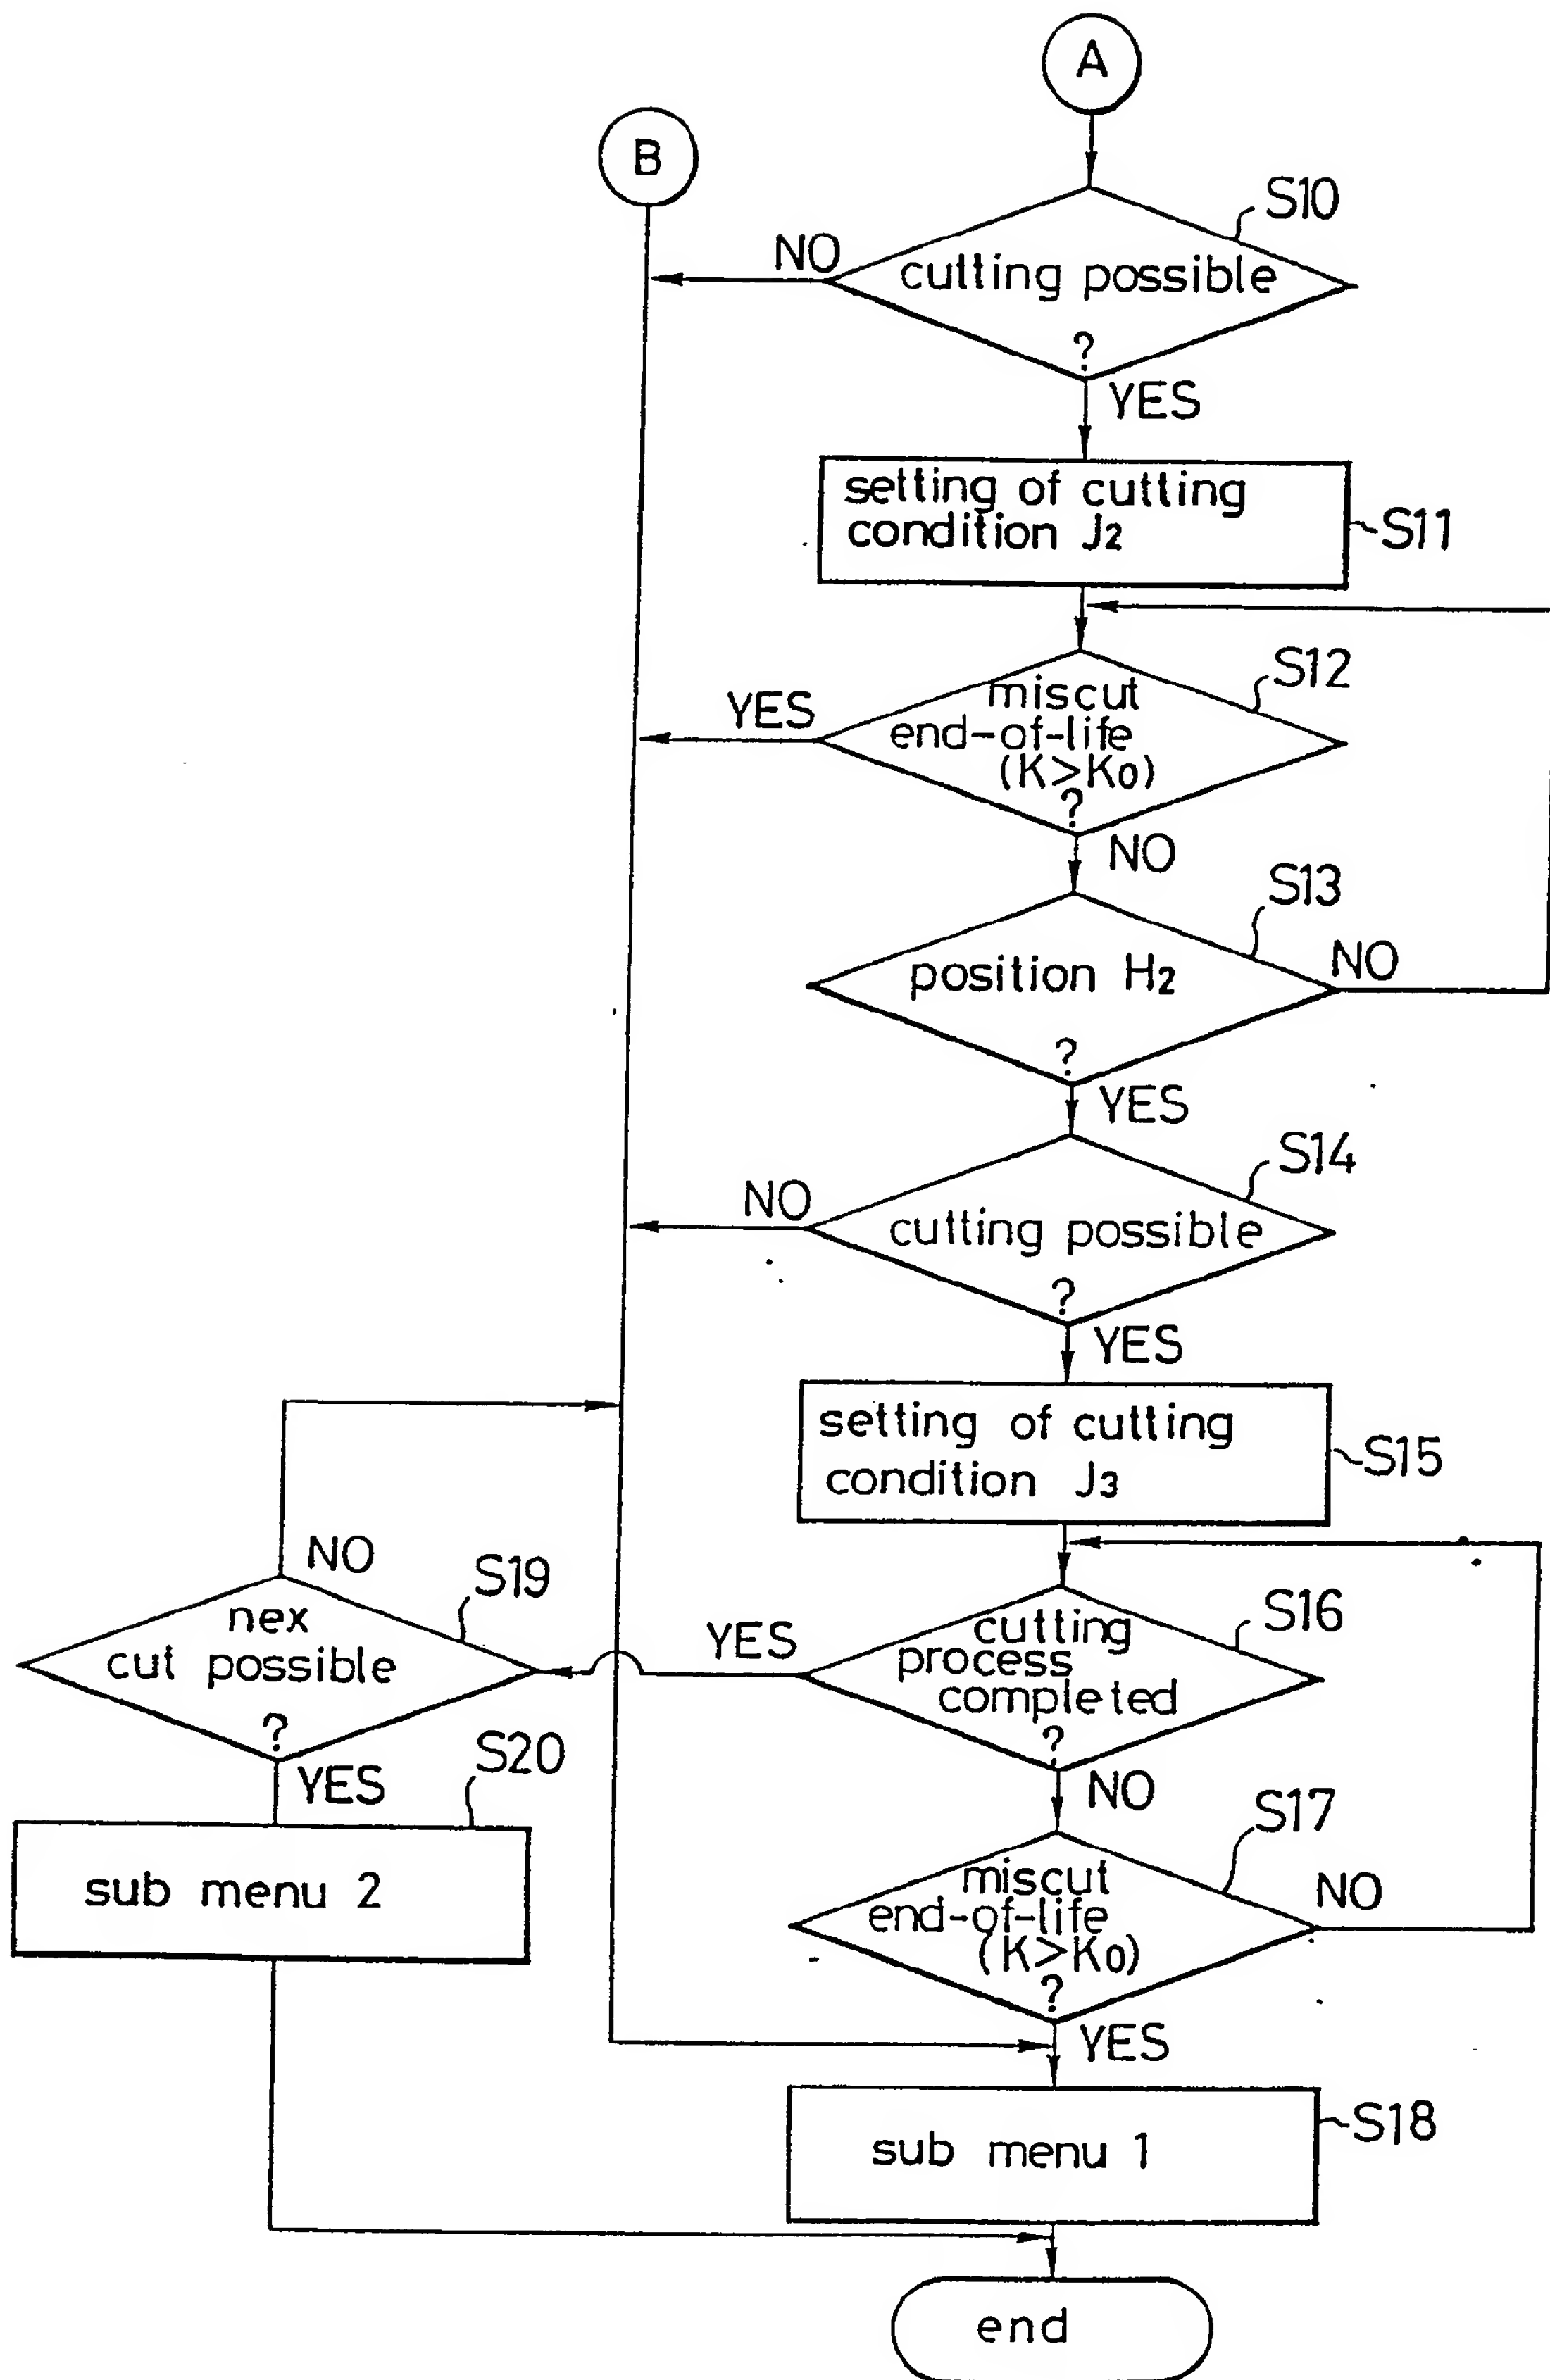 A
B
S10
NO
cutting possible
?
YES
setting of cutting
condition J2
S11
S12
YES
miscut
end-of-life
(K>K0)
?
NO
S13
position H2
NO
?
YES
S14
NO
cutting possible
?
YES
setting of cutting
condition J3
S15
NO
S19
nex
cut possible
?
YES
S16
YES
cutting
process
completed
?
NO
S20
sub menu 2
S17
miscut
end-of-life
(K>K0)
?
NO
YES
sub menu 1
S18
end